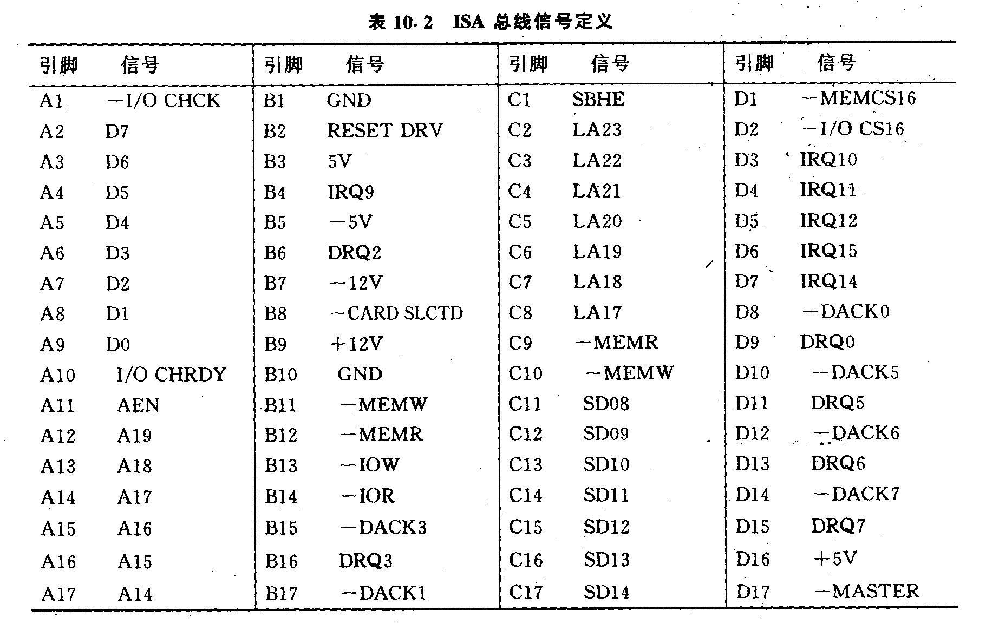 表 10.2 ISA 总线信号定义
引脚 信号 引脚 信号 引脚 信号 引脚 信号
A1 －I/O CHCK B1 GND C1 SBHE D1 －MEMCS16
A2 D7 B2 RESET DRV C2 LA23 D2 －I/O CS16
A3 D6 B3 5V C3 LA22 D3 IRQ10
A4 D5 B4 IRQ9 C4 LA21 D4 IRQ11
A5 D4 B5 －5V C5 LA20 D5 IRQ12
A6 D3 B6 DRQ2 C6 LA19 D6 IRQ15
A7 D2 B7 －12V C7 LA18 D7 IRQ14
A8 D1 B8 －CARD SLCTD C8 LA17 D8 －DACK0
A9 D0 B9 ＋12V C9 －MEMR D9 DRQ0
A10 I/O CHRDY B10 GND C10 －MEMW D10 －DACK5
A11 AEN B11 －MEMW C11 SD08 D11 DRQ5
A12 A19 B12 －MEMR C12 SD09 D12 －DACK6
A13 A18 B13 －IOW C13 SD10 D13 DRQ6
A14 A17 B14 －IOR C14 SD11 D14 －DACK7
A15 A16 B15 －DACK3 C15 SD12 D15 DRQ7
A16 A15 B16 DRQ3 C16 SD13 D16 ＋5V
A17 A14 B17 －DACK1 C17 SD14 D17 －MASTER